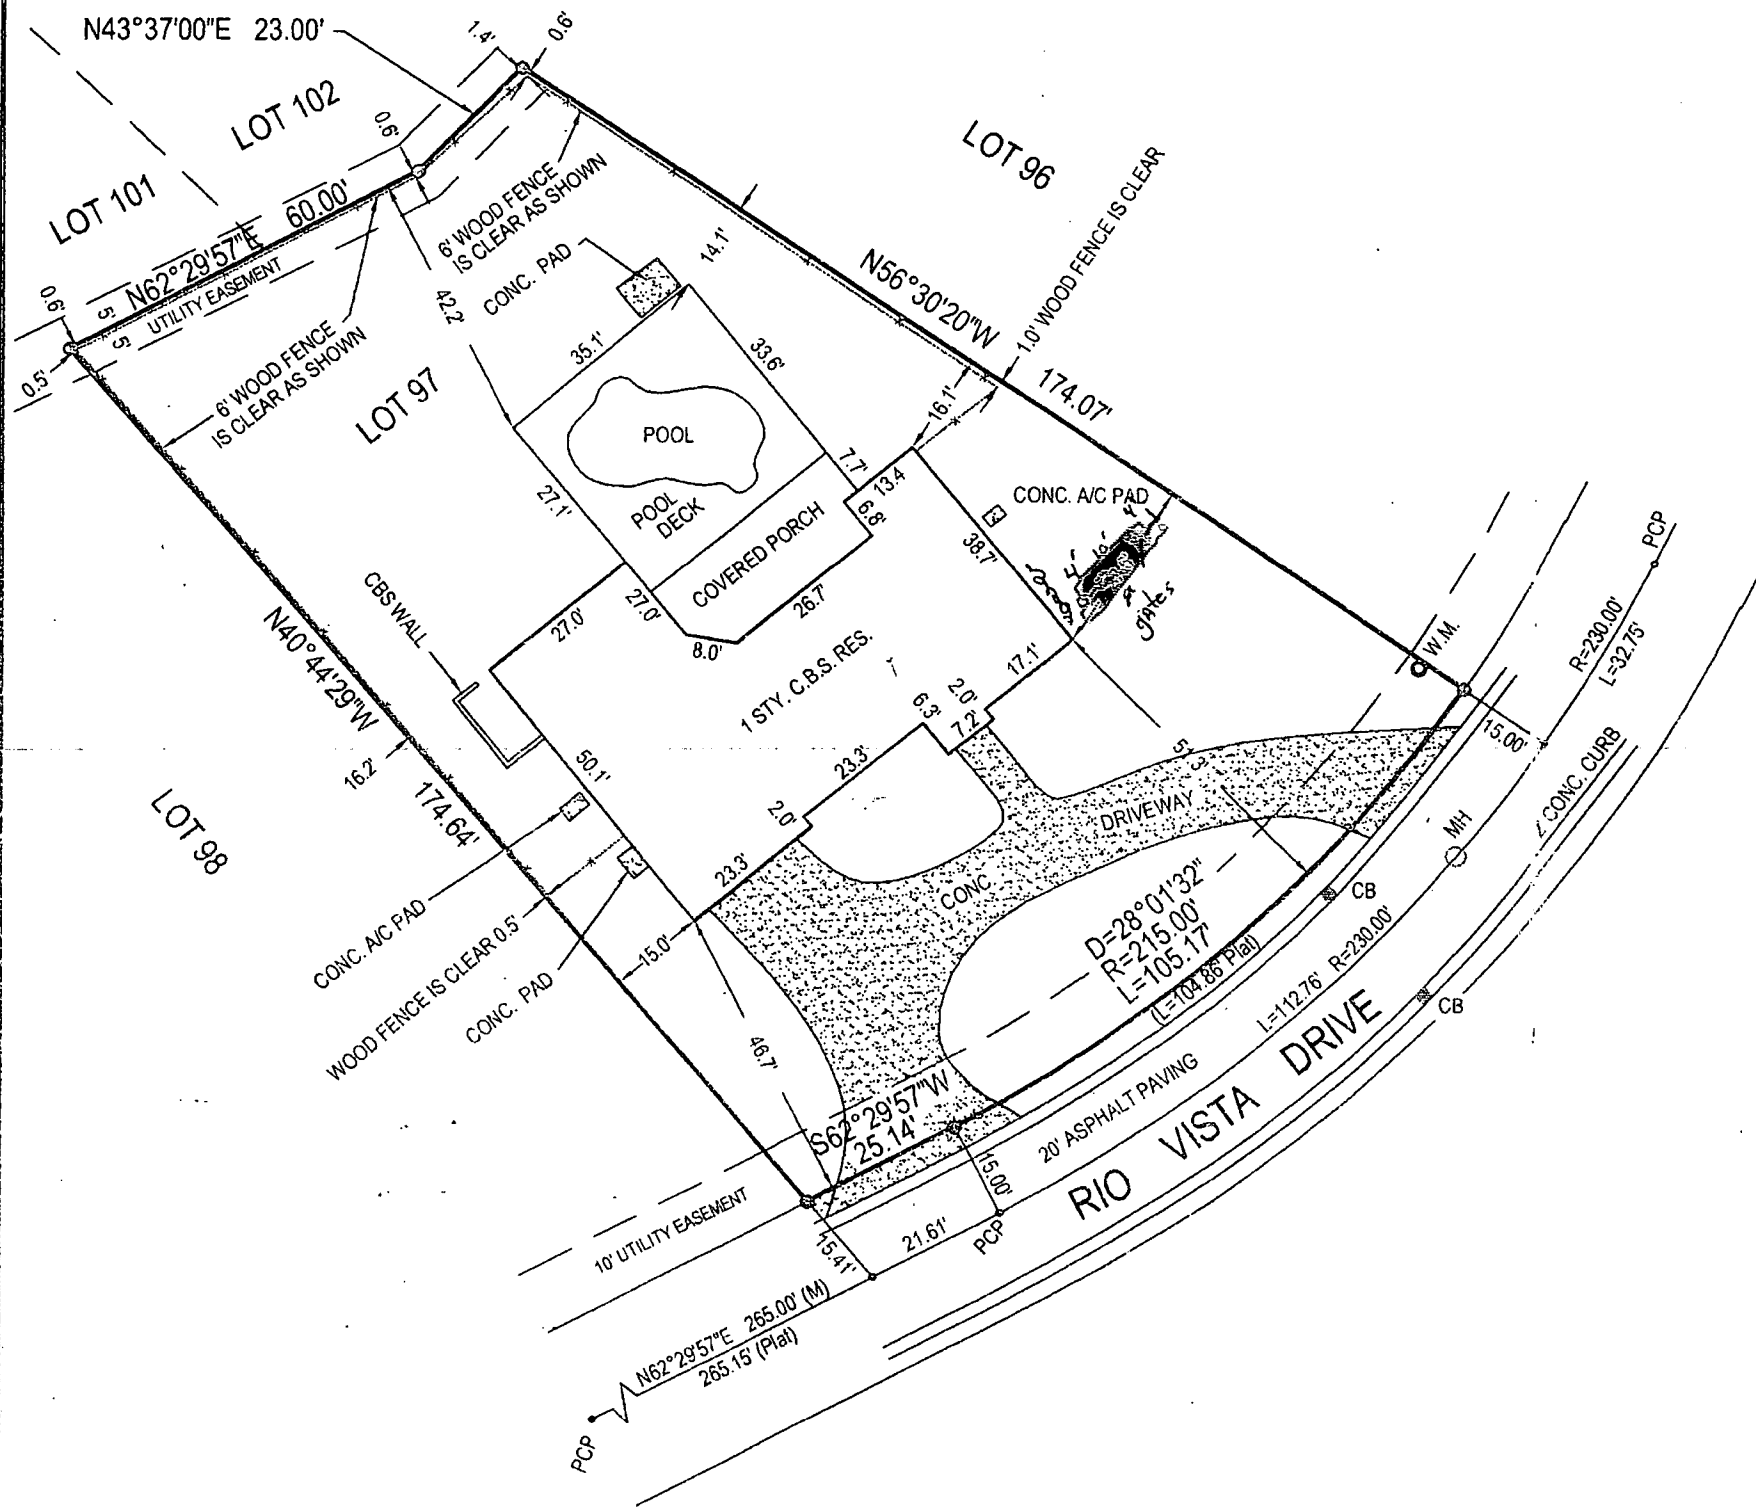 N43°37'00"E 23.00'
1.4'
0.6'
LOT 102
0.6'
LOT 101
N62°29'57"E 60.00'
UTILITY EASEMENT
0.6'
5'
5'
0.5'
6' WOOD FENCE
IS CLEAR AS SHOWN
6' WOOD FENCE
IS CLEAR AS SHOWN
LOT 96
1.0' WOOD FENCE IS CLEAR
N56°30'20"W 174.07'
14.1'
CONC. PAD
42.2'
35.1'
33.6'
LOT 97
POOL
POOL
DECK
27.1'
COVERED PORCH
7.7'
13.4
16.1'
6.8'
26.7'
8.0'
27.0'
27.0'
CONC. A/C PAD
38.7'
4'
10'
4'
gates
CBS WALL
N40°44'29"W 174.64'
16.2'
LOT 98
50.1'
1 STY. C.B.S. RES.
17.1'
2.0'
7.2'
6.3'
23.3'
2.0'
23.3'
51.3
W.M.
PCP
R=230.00'
L=32.75'
15.00'
CONC. CURB
MH
CB
CB
DRIVEWAY
CONC
D=28°01'32"
R=215.00'
L=105.17'
(L=104.86' Plat)
L=112.76' R=230.00'
CONC. A/C PAD
WOOD FENCE IS CLEAR 0.5'
CONC. PAD
15.0'
46.7'
S62°29'57"W
25.14'
15.00'
20' ASPHALT PAVING
RIO VISTA DRIVE
10' UTILITY EASEMENT
15.41'
21.61'
PCP
N62°29'57"E 265.00' (M)
265.15' (Plat)
PCP